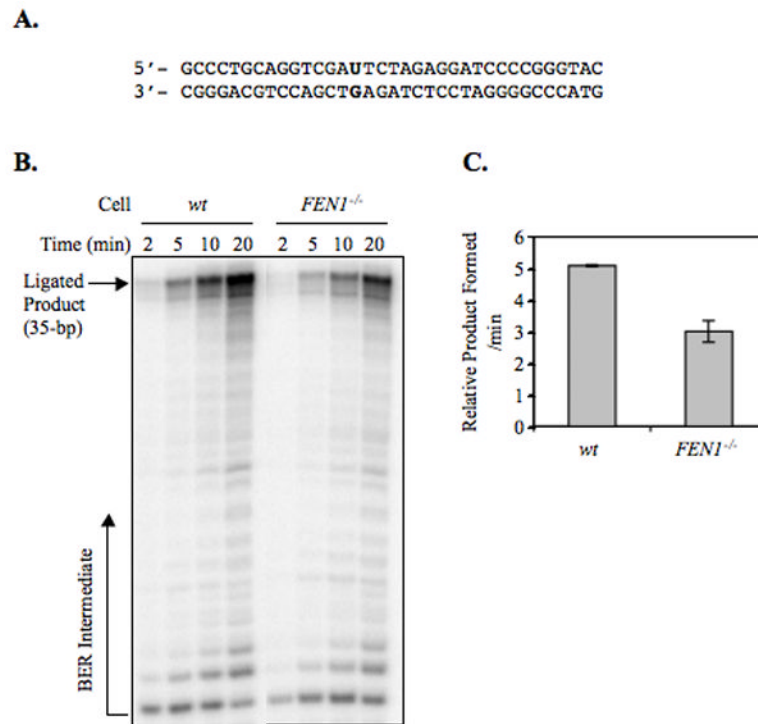 A.
5'- GCCCTGCAGGTCGAUTCTAGAGGATCCCCGGGTAC
3'- CGGGACGTCCAGCTGAGATCTCCTAGGGGCCCATG
B.
Cell wt FEN1-/-
Time (min) 2 5 10 20 2 5 10 20
Ligated
Product
(35-bp)
BER Intermediate
C.
Relative Product Formed
/min
6
5
4
3
2
1
0
wt FEN1-/-